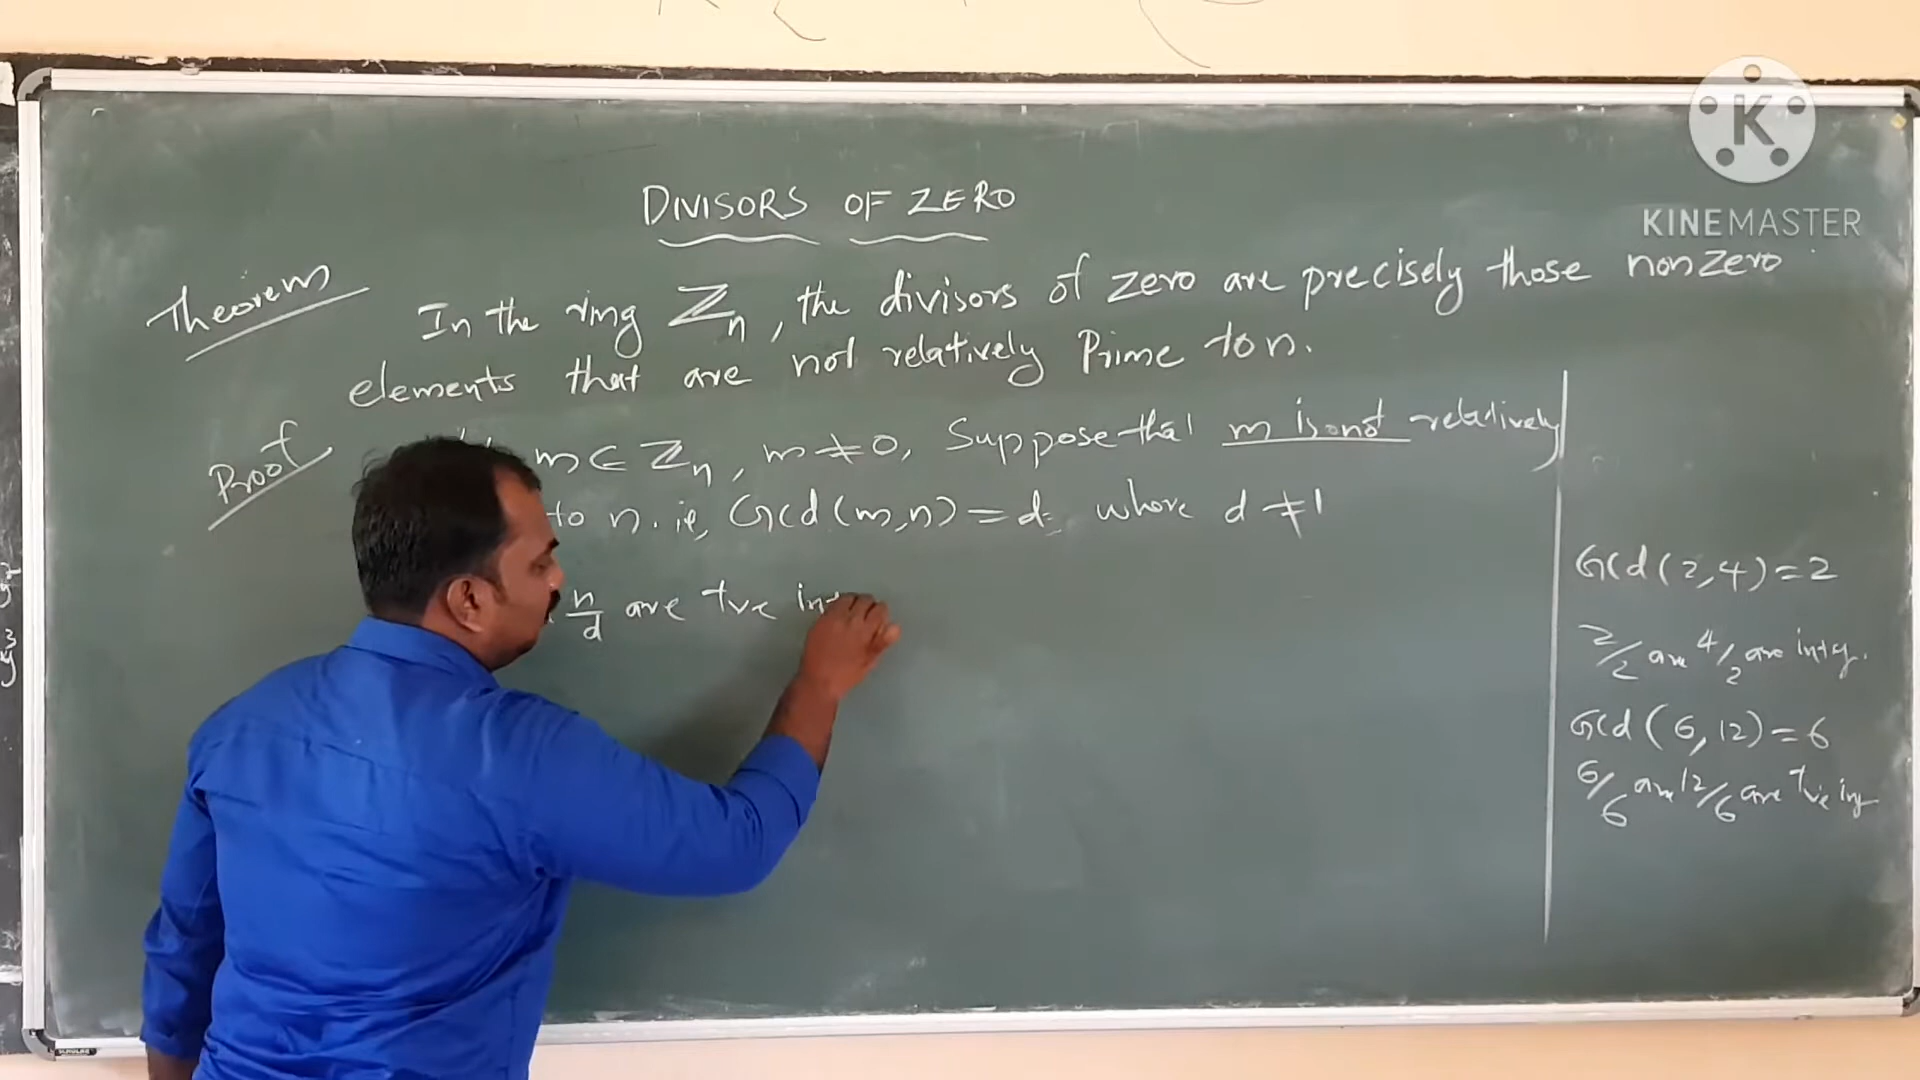 DIVISORS OF ZERO
Theorem
In the ring ℤn, the divisors of zero are precisely those nonzero
elements that are not relatively Prime to n.
Proof
m ∈ ℤn, m ≠ 0, Suppose that m is not relatively
to n. ie, Gcd(m,n) = d, where d ≠ 1
n/d are +ve
Gcd(2,4) = 2
2/2 are 4/2 are integ.
Gcd(6,12) = 6
6/6 are 12/6 are +ve int
K
KINEMASTER